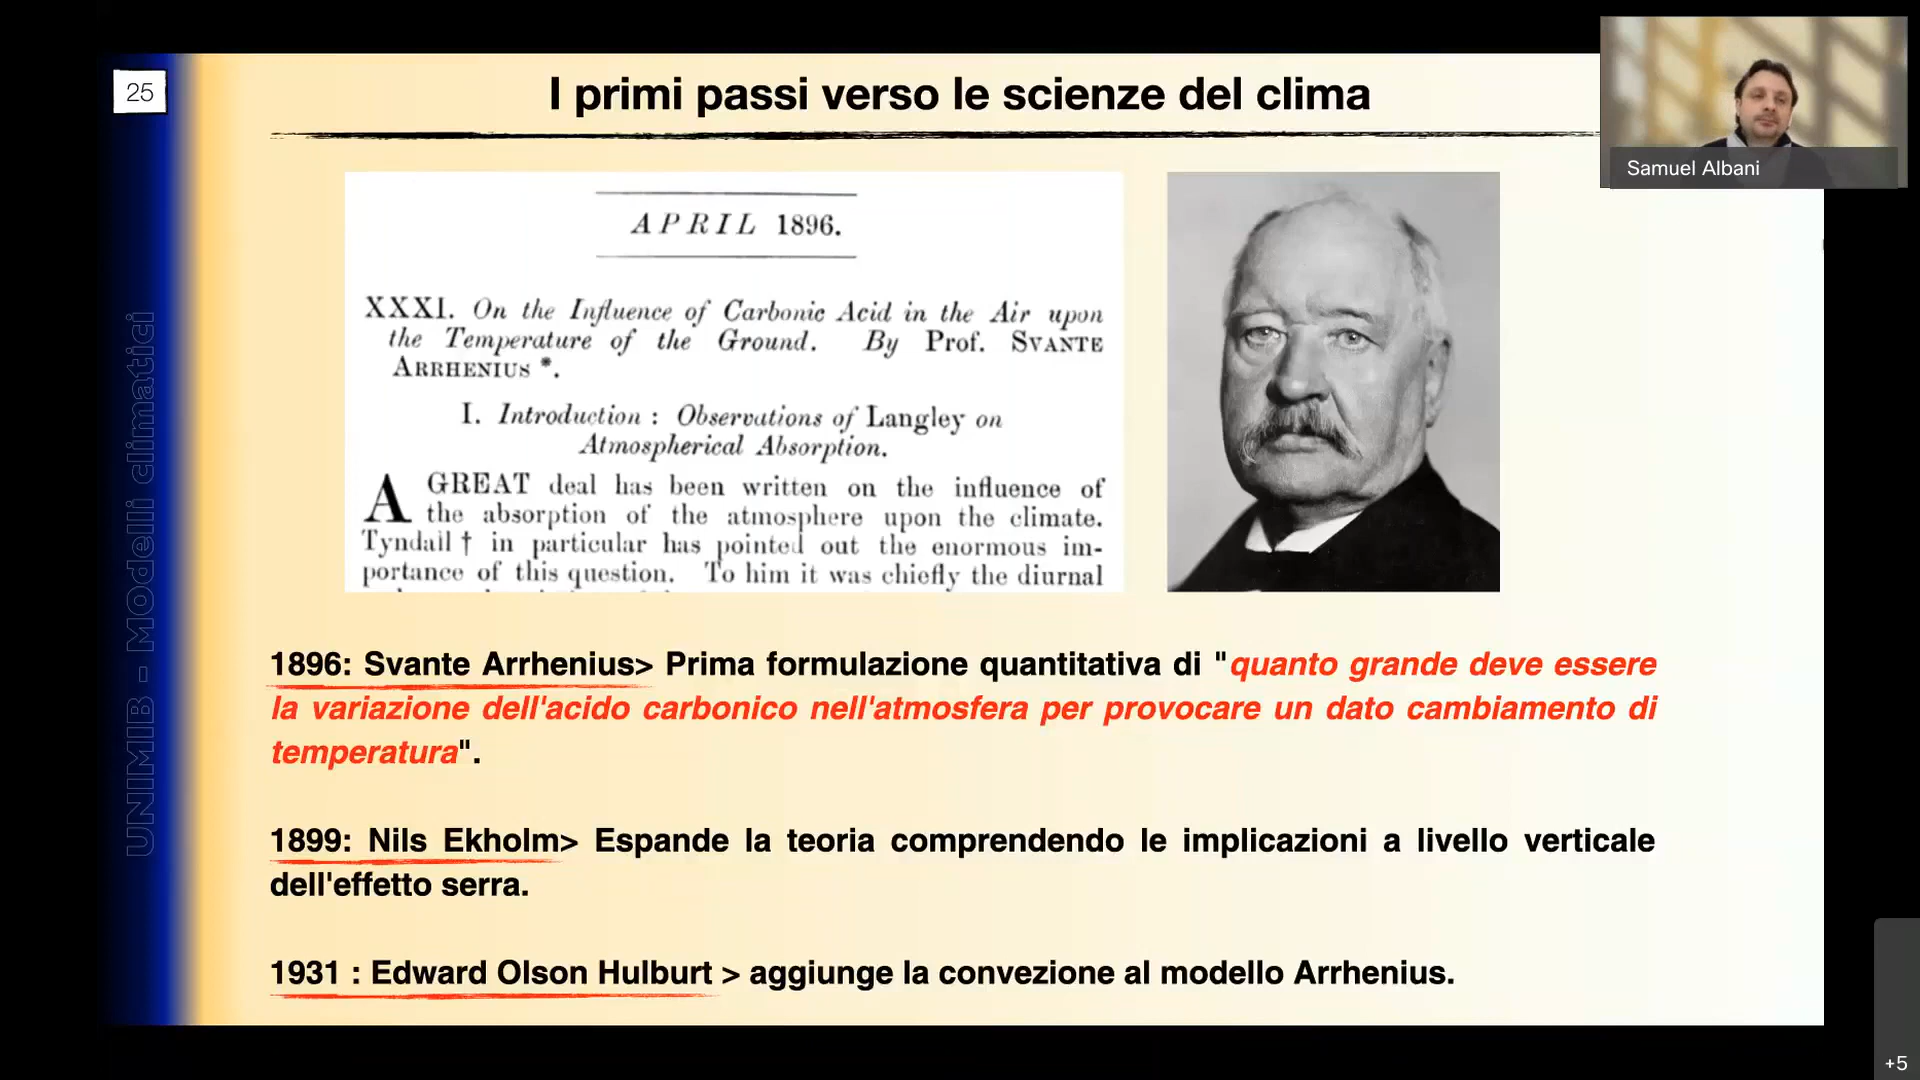 25
I primi passi verso le scienze del clima
Samuel Albani
UNIMIB - Modelli climatici
APRIL 1896.
XXXI. On the Influence of Carbonic Acid in the Air upon
the Temperature of the Ground. By Prof. SVANTE
ARRHENIUS *.
I. Introduction : Observations of Langley on
Atmospherical Absorption.
A GREAT deal has been written on the influence of
the absorption of the atmosphere upon the climate.
Tyndall † in particular has pointed out the enormous im-
portance of this question. To him it was chiefly the diurnal
1896: Svante Arrhenius> Prima formulazione quantitativa di "quanto grande deve essere
la variazione dell'acido carbonico nell'atmosfera per provocare un dato cambiamento di
temperatura".
1899: Nils Ekholm> Espande la teoria comprendendo le implicazioni a livello verticale
dell'effetto serra.
1931 : Edward Olson Hulburt > aggiunge la convezione al modello Arrhenius.
+5